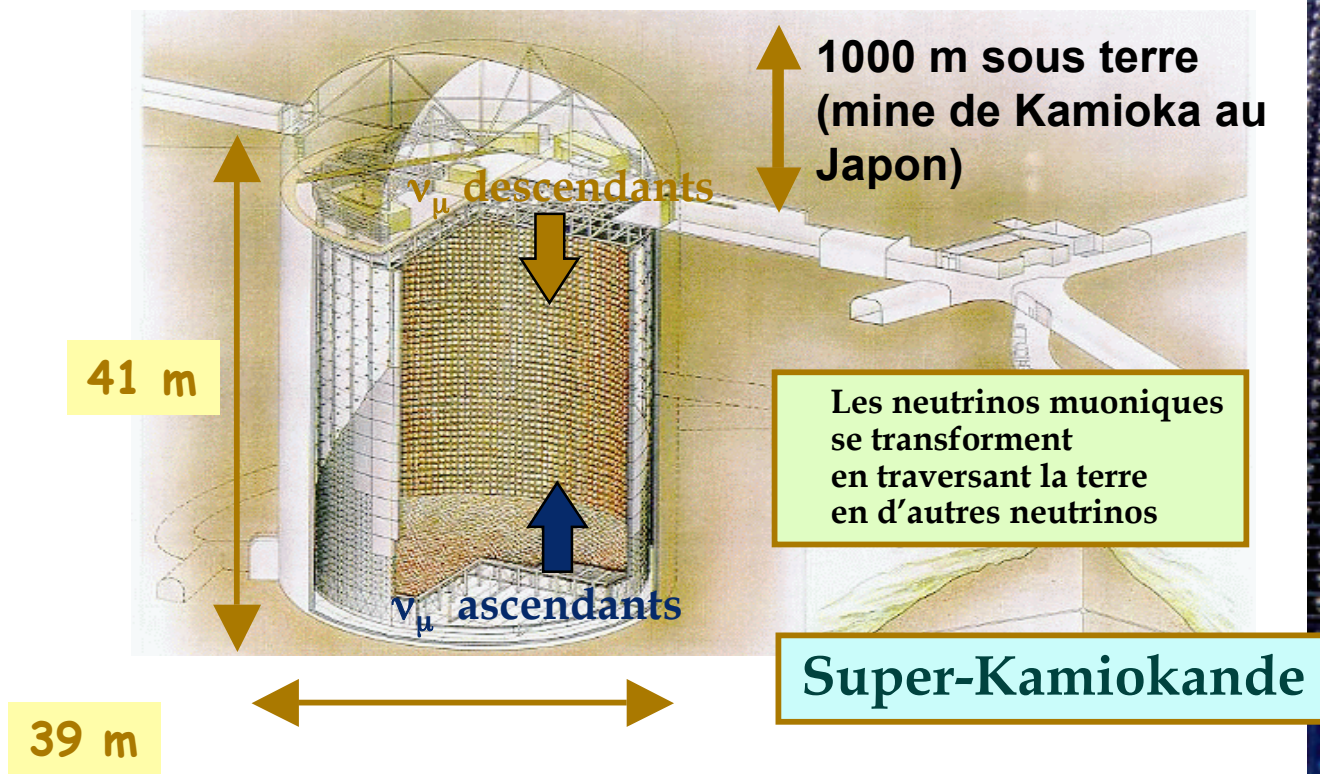 1000 m sous terre
(mine de Kamioka au
Japon)
νμ descendants
41 m
Les neutrinos muoniques
se transforment
en traversant la terre
en d’autres neutrinos
νμ ascendants
Super-Kamiokande
39 m